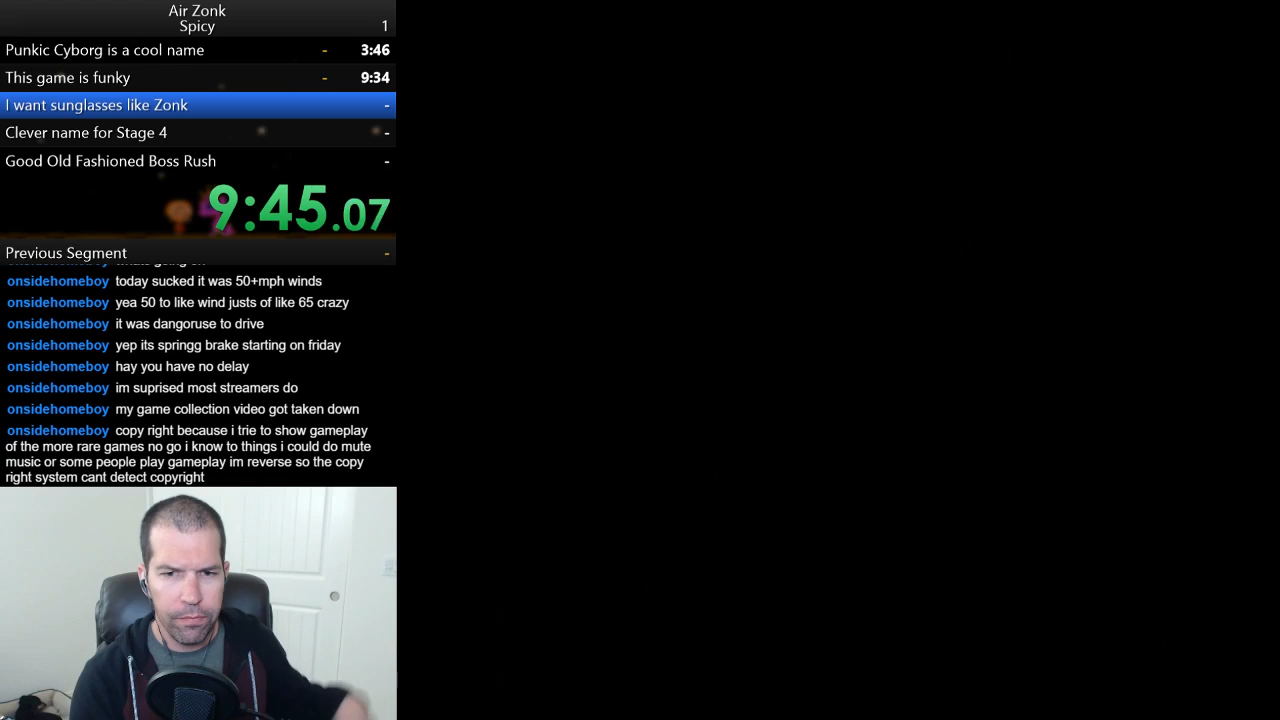 Air Zonk
Spicy 1
Punkic Cyborg is a cool name - 3:46
This game is funky - 9:34
I want sunglasses like Zonk -
Clever name for Stage 4 -
Good Old Fashioned Boss Rush -
9:45.07
Previous Segment -
onsidehomeboy today sucked it was 50+mph winds
onsidehomeboy yea 50 to like wind justs of like 65 crazy
onsidehomeboy it was dangoruse to drive
onsidehomeboy yep its springg brake starting on friday
onsidehomeboy hay you have no delay
onsidehomeboy im suprised most streamers do
onsidehomeboy my game collection video got taken down
onsidehomeboy copy right because i trie to show gameplay
of the more rare games no go i know to things i could do mute
music or some people play gameplay im reverse so the copy
right system cant detect copyright